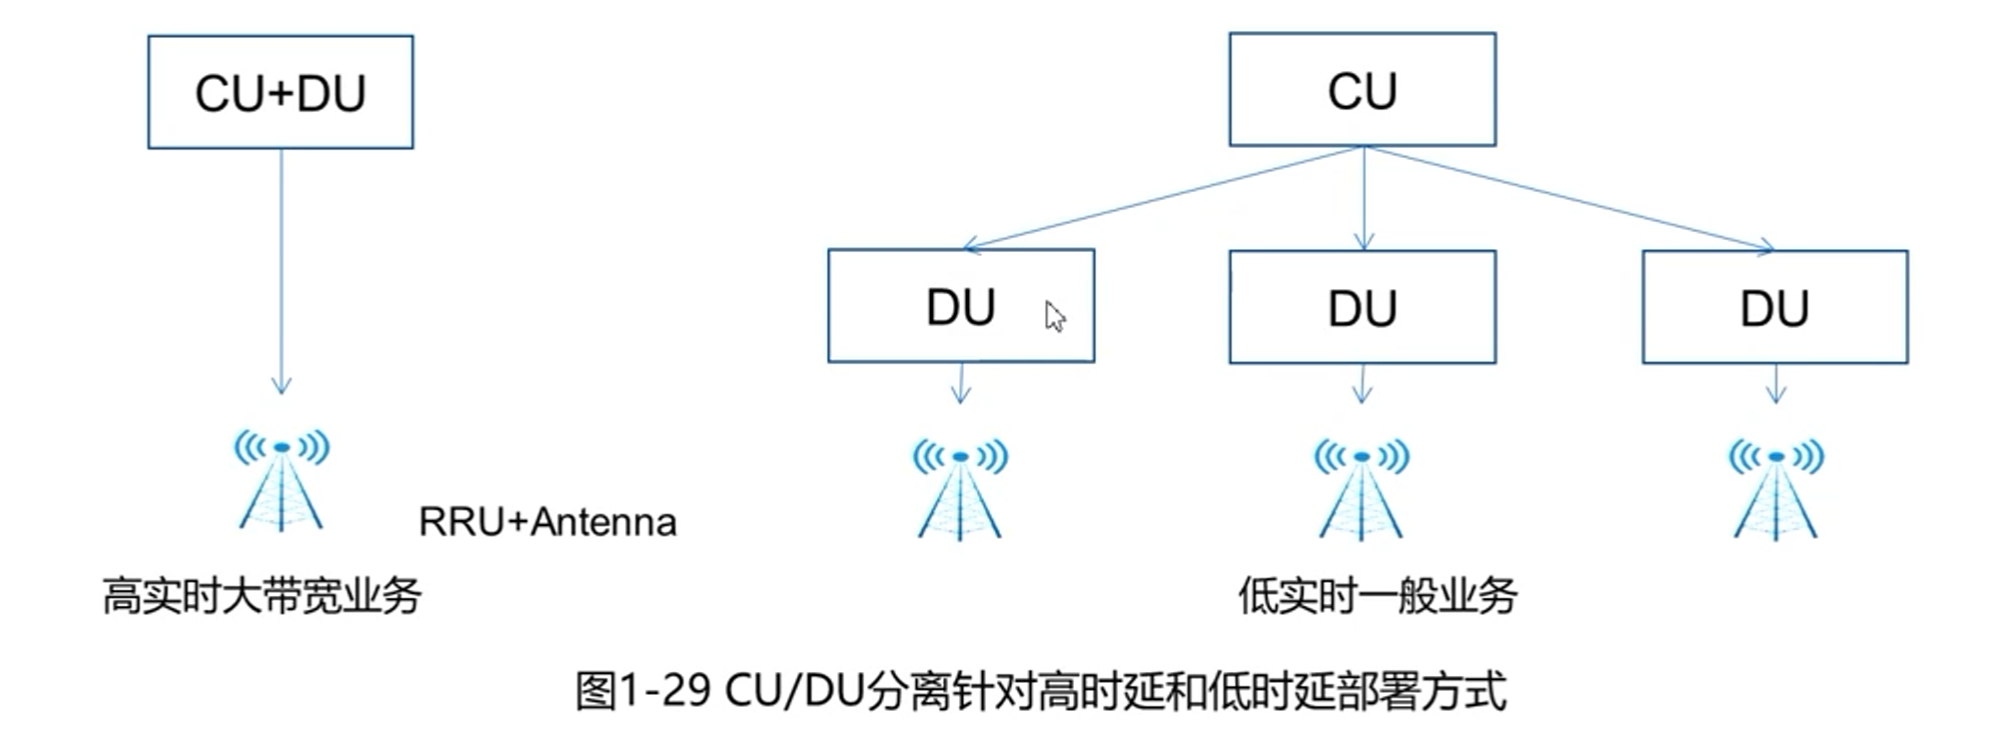 CU+DU
CU
DU
DU
DU
RRU+Antenna
高实时大带宽业务
低实时一般业务
图1-29 CU/DU分离针对高时延和低时延部署方式